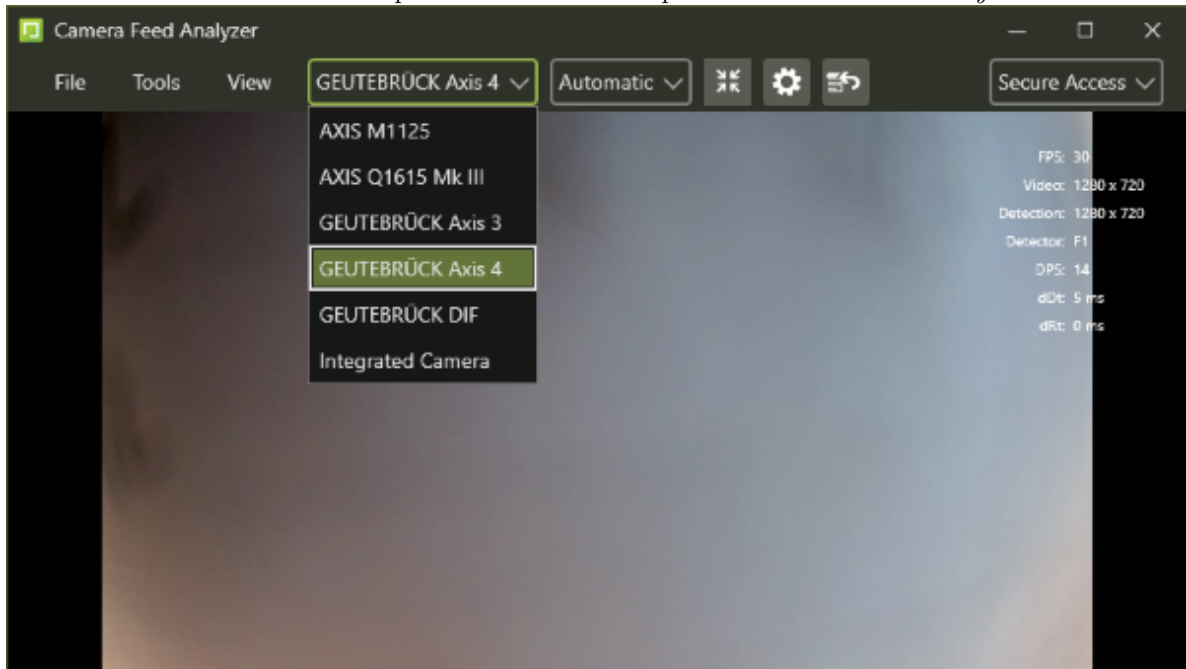 Camera Feed Analyzer
File Tools View GEUTEBRÜCK Axis 4 Automatic Secure Access
AXIS M1125
AXIS Q1615 Mk III
GEUTEBRÜCK Axis 3
GEUTEBRÜCK Axis 4
GEUTEBRÜCK DIF
Integrated Camera
FPS: 30
Video: 1280 x 720
Detection: 1280 x 720
Detector: F1
DPS: 14
dDt: 5 ms
dRt: 0 ms